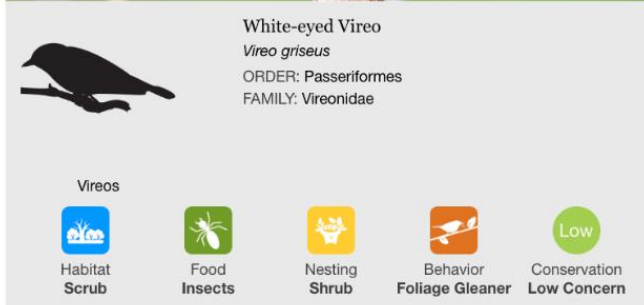 White-eyed Vireo
Vireo griseus
ORDER: Passeriformes
FAMILY: Vireonidae
Vireos
Low
Habitat Food Nesting Behavior Conservation
Scrub Insects Shrub Foliage Gleaner Low Concern